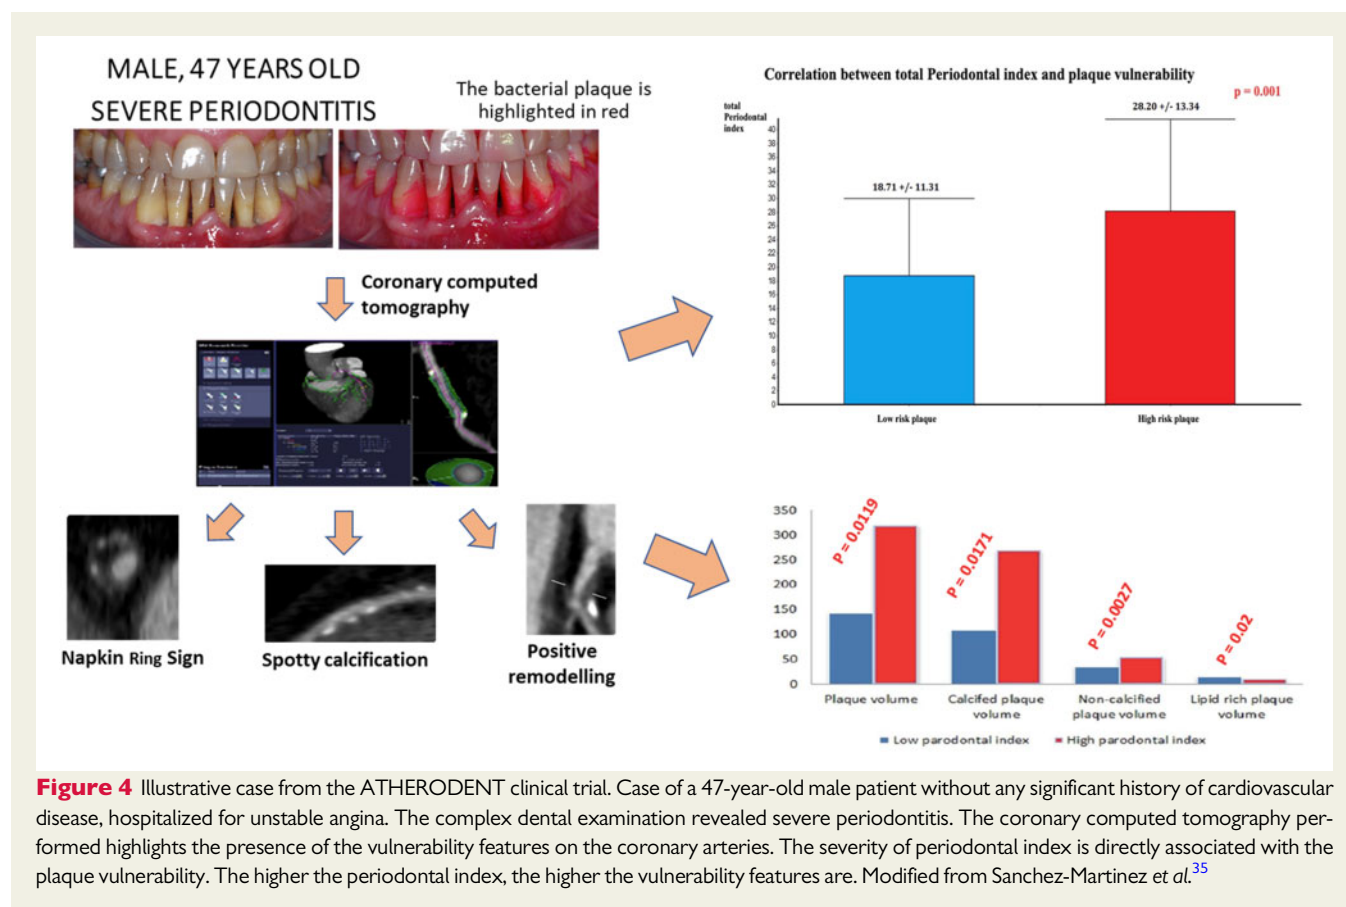 MALE, 47 YEARS OLD
SEVERE PERIODONTITIS
The bacterial plaque is
highlighted in red
Coronary computed
tomography
Napkin Ring Sign
Spotty calcification
Positive
remodelling
Correlation between total Periodontal index and plaque vulnerability
p = 0.001
total
Periodontal
index
40
38
36
34
32
30
28
26
24
22
20
18
16
14
12
10
8
6
4
2
0
18.71 +/- 11.31
28.20 +/- 13.34
Low risk plaque
High risk plaque
350
300
250
200
150
100
50
0
P = 0.0119
P = 0.0171
P = 0.0027
P = 0.02
Plaque volume
Calcifed plaque
volume
Non-calcified
plaque volume
Lipid rich plaque
volume
Low parodontal index
High parodontal index
Figure 4 Illustrative case from the ATHERODENT clinical trial. Case of a 47-year-old male patient without any significant history of cardiovascular
disease, hospitalized for unstable angina. The complex dental examination revealed severe periodontitis. The coronary computed tomography per-
formed highlights the presence of the vulnerability features on the coronary arteries. The severity of periodontal index is directly associated with the
plaque vulnerability. The higher the periodontal index, the higher the vulnerability features are. Modified from Sanchez-Martinez et al.35